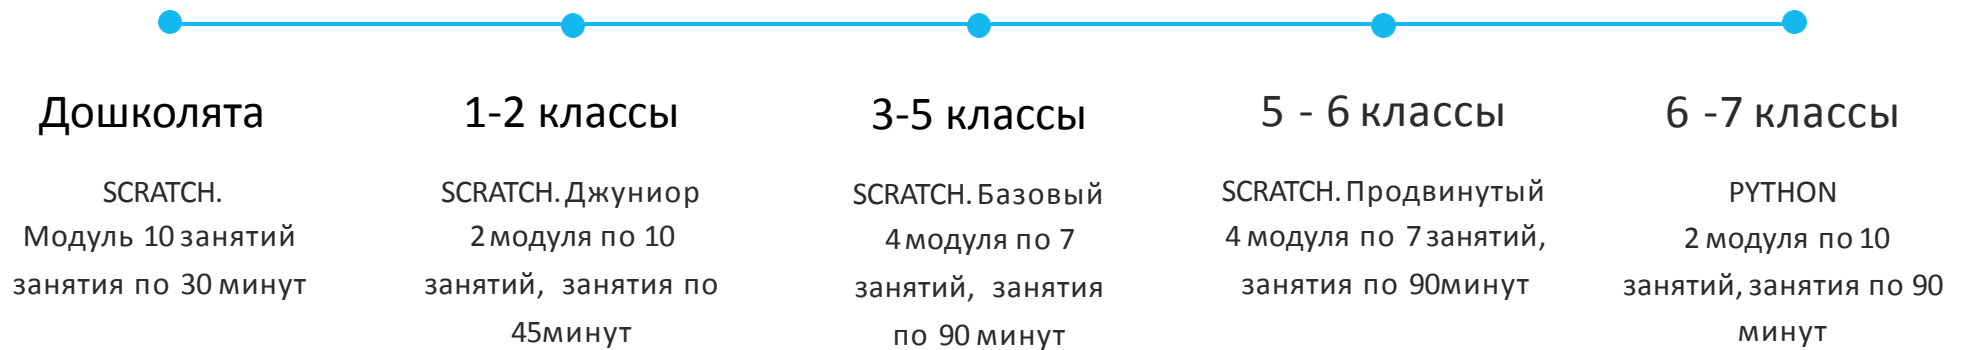 Дошколята
SCRATCH.
Модуль 10 занятий
занятия по 30 минут
1-2 классы
SCRATCH. Джуниор
2 модуля по 10
занятий, занятия по
45минут
3-5 классы
SCRATCH. Базовый
4 модуля по 7
занятий, занятия
по 90 минут
5 - 6 классы
SCRATCH. Продвинутый
4 модуля по 7 занятий,
занятия по 90минут
6 -7 классы
PYTHON
2 модуля по 10
занятий, занятия по 90
минут